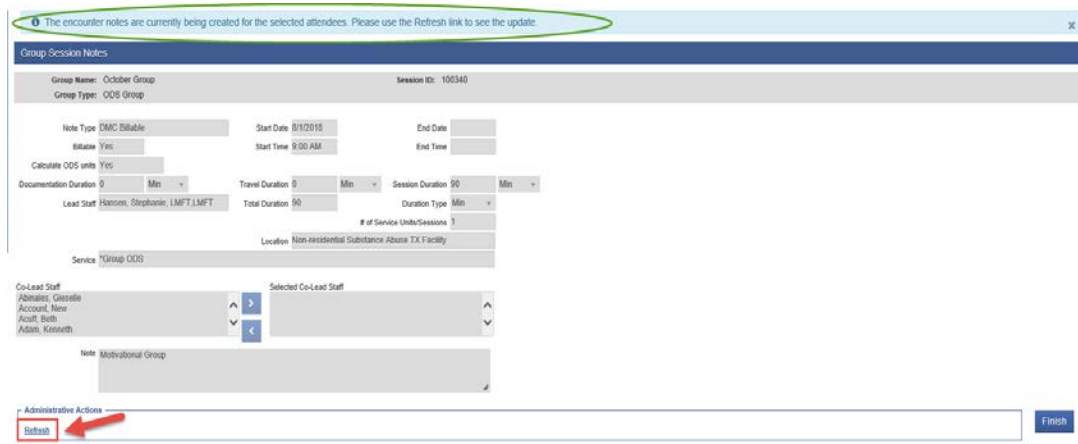 The encounter notes are currently being created for the selected attendees. Please use the Refresh link to see the update.
x
Group Session Notes
Group Name: October Group Session ID: 100340
Group Type: ODS Group
Note Type DMC Billable Start Date 8/1/2018 End Date
Billable Yes Start Time 9:00 AM End Time
Calculate ODS units Yes
Documentation Duration 0 Min Travel Duration 0 Min Session Duration 90 Min
Lead Staff Hansen, Stephanie, LMFT,LMFT Total Duration 90 Duration Type Min
# of Service Units/Sessions 1
Location Non-residential Substance Abuse TX Facility
Service *Group ODS
Co-Lead Staff Selected Co-Lead Staff
Abinales, Gieselle
Account, New
Acuff, Beth
Adam, Kenneth
Note Motivational Group
Administrative Actions
Refresh
Finish